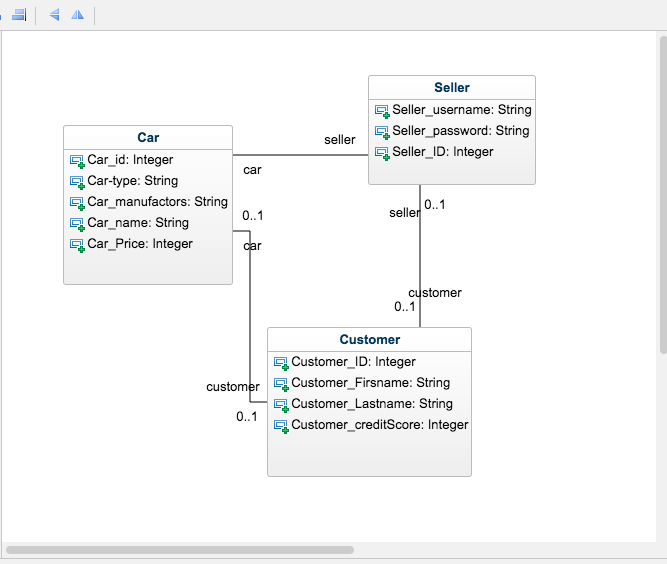 Seller
Seller_username: String
Seller_password: String
Seller_ID: Integer
Car
Car_id: Integer
Car-type: String
Car_manufactors: String
Car_name: String
Car_Price: Integer
seller
car
0..1
car
0..1
seller
customer
0..1
customer
0..1
Customer
Customer_ID: Integer
Customer_Firsname: String
Customer_Lastname: String
Customer_creditScore: Integer